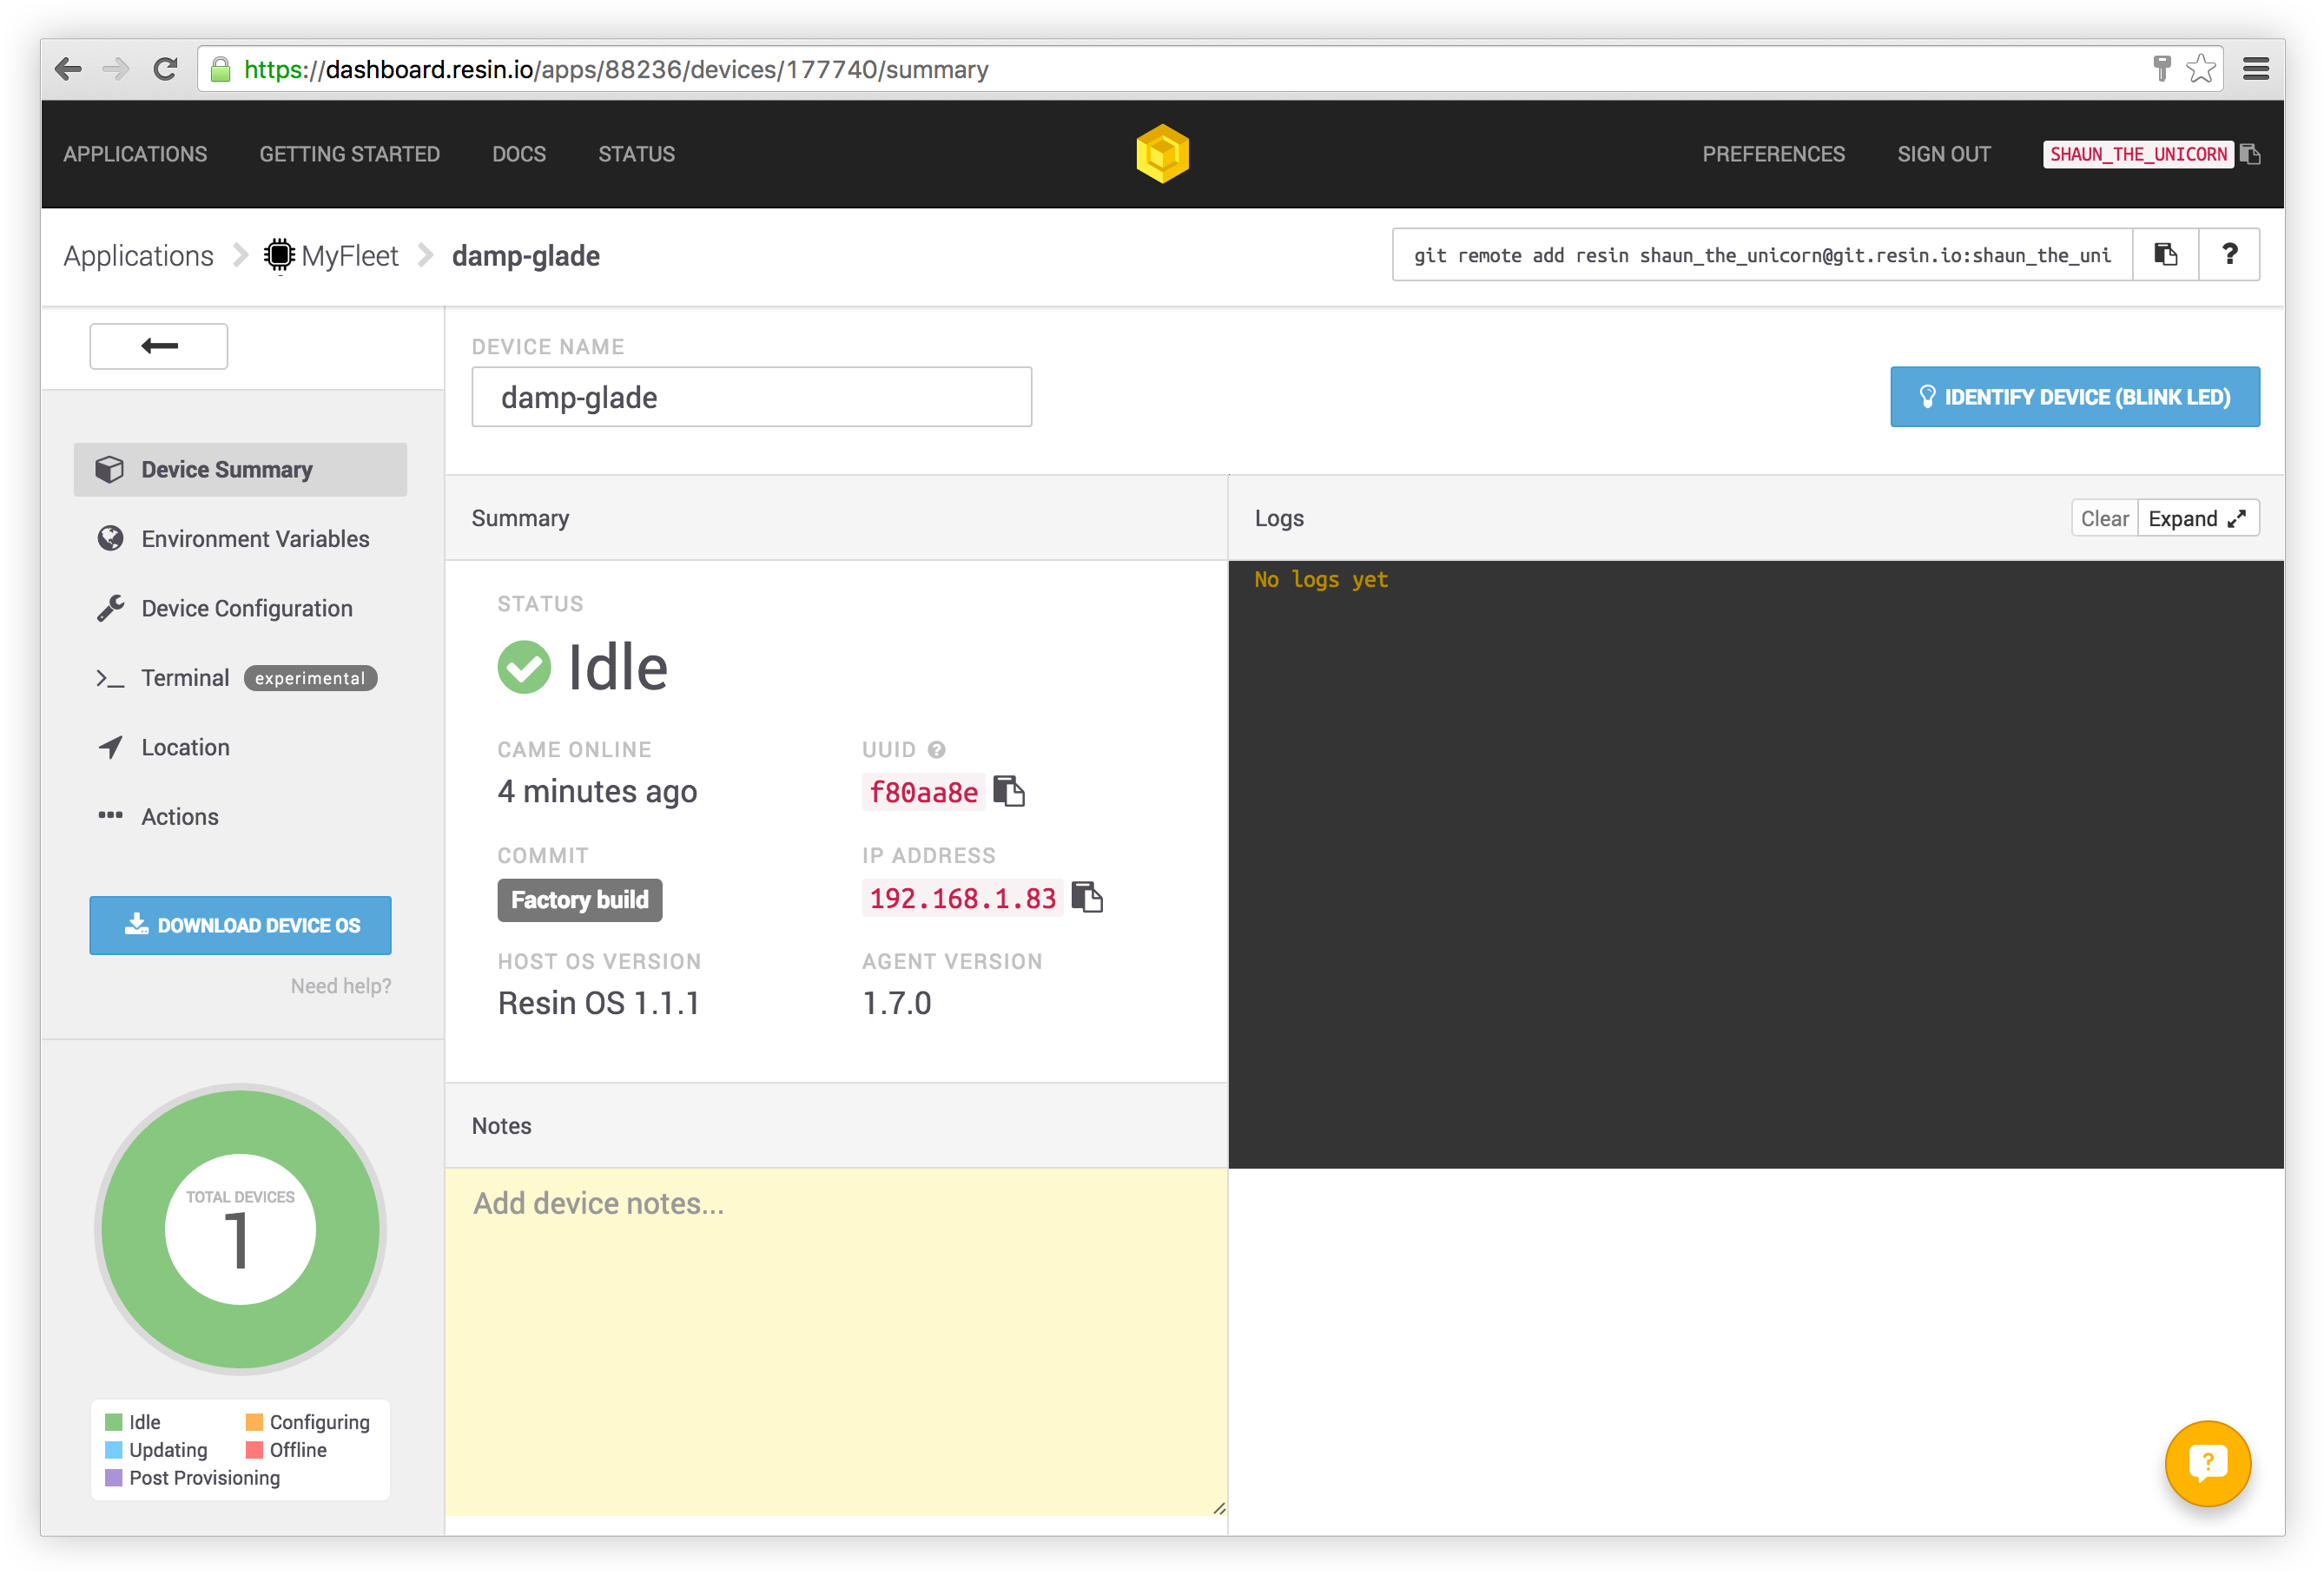 https://dashboard.resin.io/apps/88236/devices/177740/summary
APPLICATIONS GETTING STARTED DOCS STATUS PREFERENCES SIGN OUT SHAUN_THE_UNICORN
Applications MyFleet damp-glade git remote add resin shaun_the_unicorn@git.resin.io:shaun_the_uni ?
DEVICE NAME
damp-glade
IDENTIFY DEVICE (BLINK LED)
Device Summary
Environment Variables
Device Configuration
Terminal experimental
Location
Actions
DOWNLOAD DEVICE OS
Need help?
TOTAL DEVICES
1
Idle Configuring
Updating Offline
Post Provisioning
Summary
STATUS
Idle
CAME ONLINE UUID ?
4 minutes ago f80aa8e
COMMIT IP ADDRESS
Factory build 192.168.1.83
HOST OS VERSION AGENT VERSION
Resin OS 1.1.1 1.7.0
Notes
Add device notes...
Logs Clear Expand
No logs yet
?